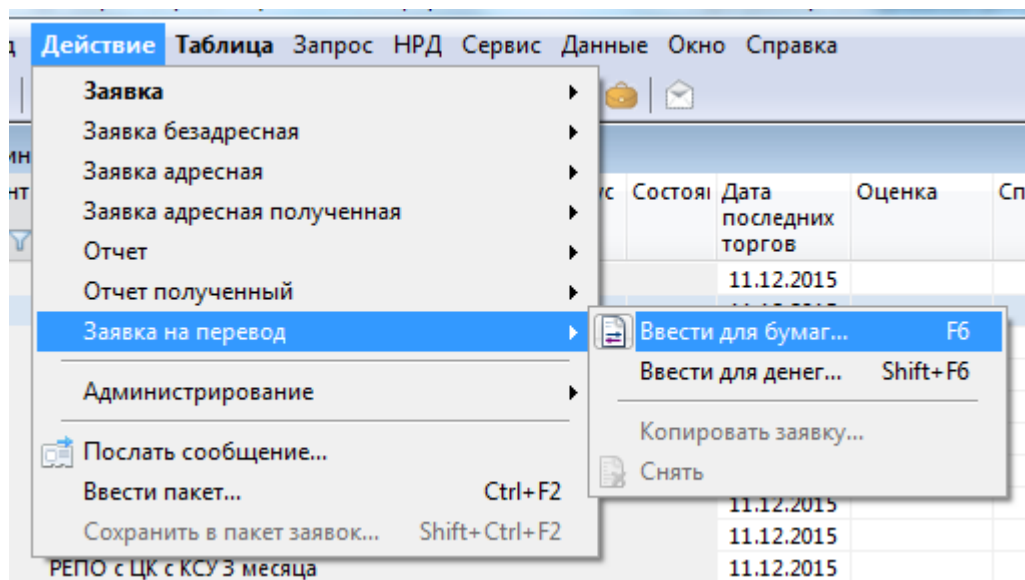 Действие Таблица Запрос НРД Сервис Данные Окно Справка
Заявка
Заявка безадресная
Заявка адресная
Заявка адресная полученная
Отчет
Отчет полученный
Заявка на перевод
Администрирование
Послать сообщение...
Ввести пакет... Ctrl+F2
Сохранить в пакет заявок... Shift+Ctrl+F2
Ввести для бумаг... F6
Ввести для денег... Shift+F6
Копировать заявку...
Снять
Дата Оценка
последних
торгов
11.12.2015
11.12.2015
11.12.2015
РЕПО с ЦК с КСУ 3 месяца 11.12.2015